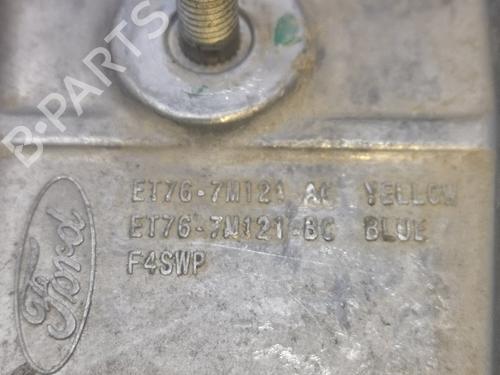 B-PARTS
ET76-7M121-AC YELLOW
ET76-7M121-BC BLUE
F4SWP
Ford